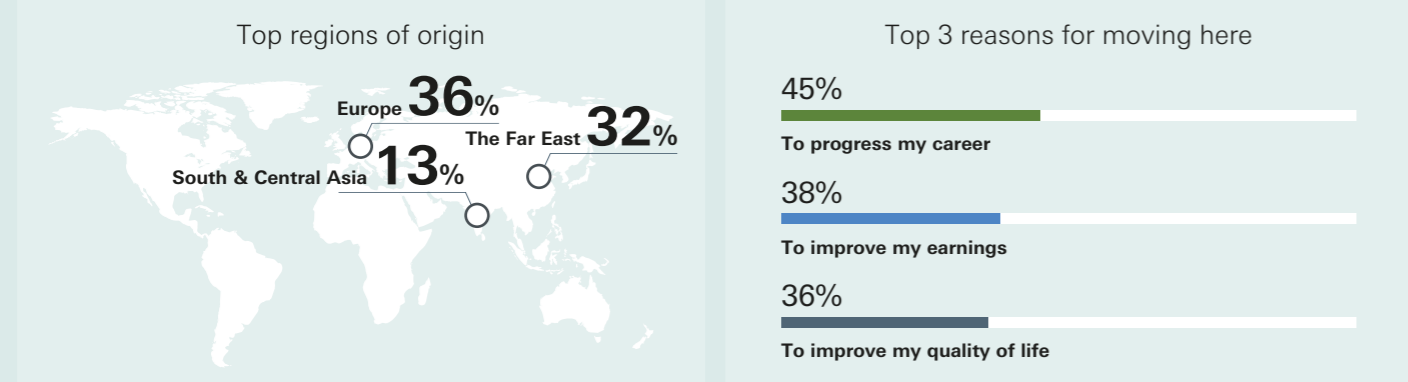 Top regions of origin
Europe 36%
The Far East 32%
South & Central Asia 13%
Top 3 reasons for moving here
45%
To progress my career
38%
To improve my earnings
36%
To improve my quality of life